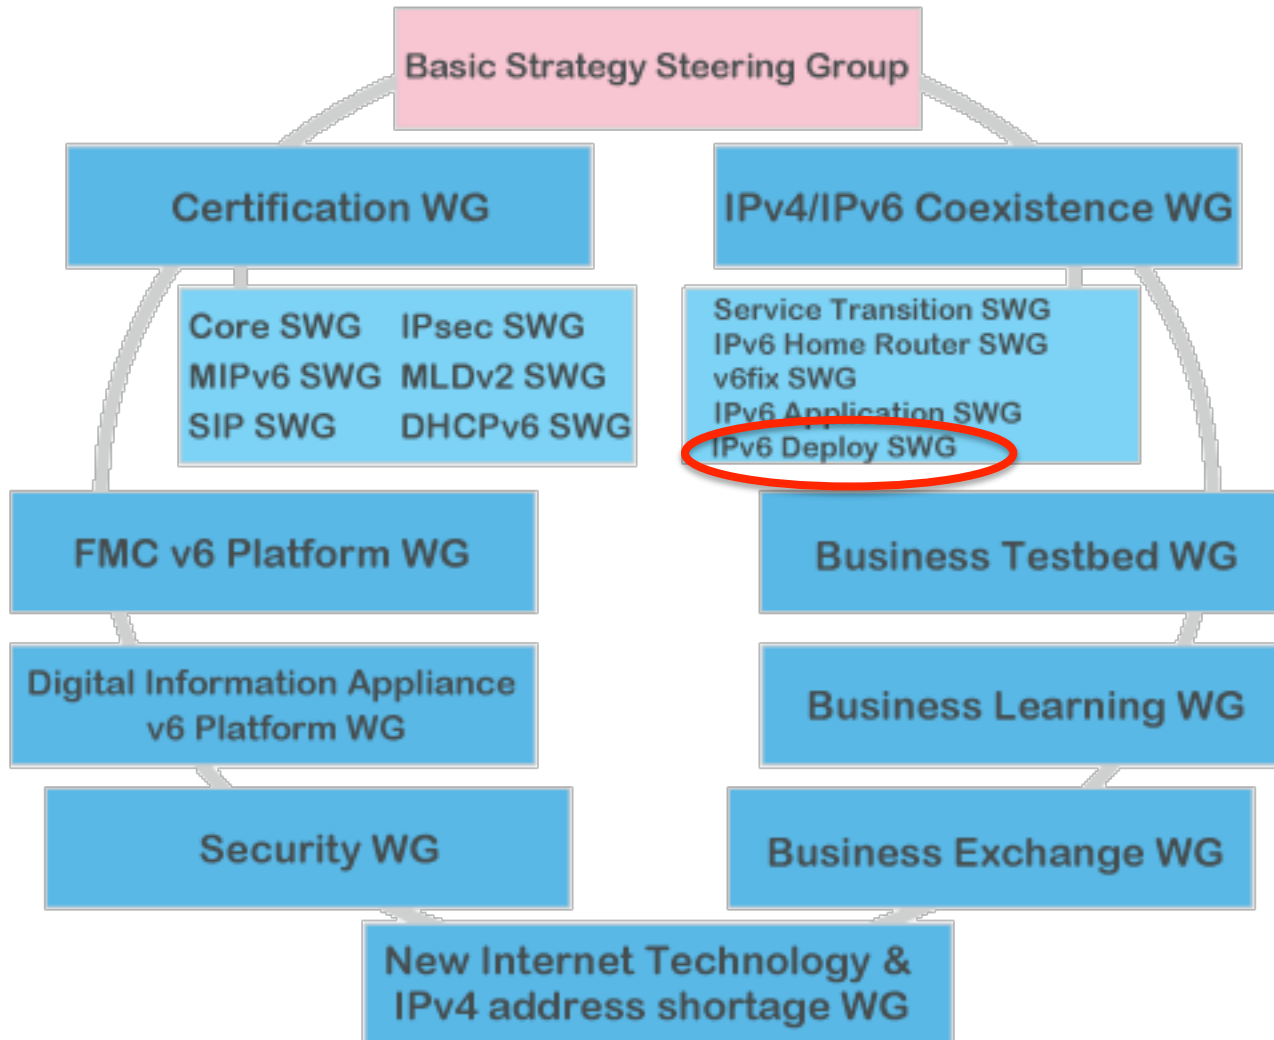 Basic Strategy Steering Group
Certification WG
IPv4/IPv6 Coexistence WG
Core SWG IPsec SWG
MIPv6 SWG MLDv2 SWG
SIP SWG DHCPv6 SWG
Service Transition SWG
IPv6 Home Router SWG
v6fix SWG
IPv6 Application SWG
IPv6 Deploy SWG
FMC v6 Platform WG
Business Testbed WG
Digital Information Appliance
v6 Platform WG
Business Learning WG
Security WG
Business Exchange WG
New Internet Technology &
IPv4 address shortage WG